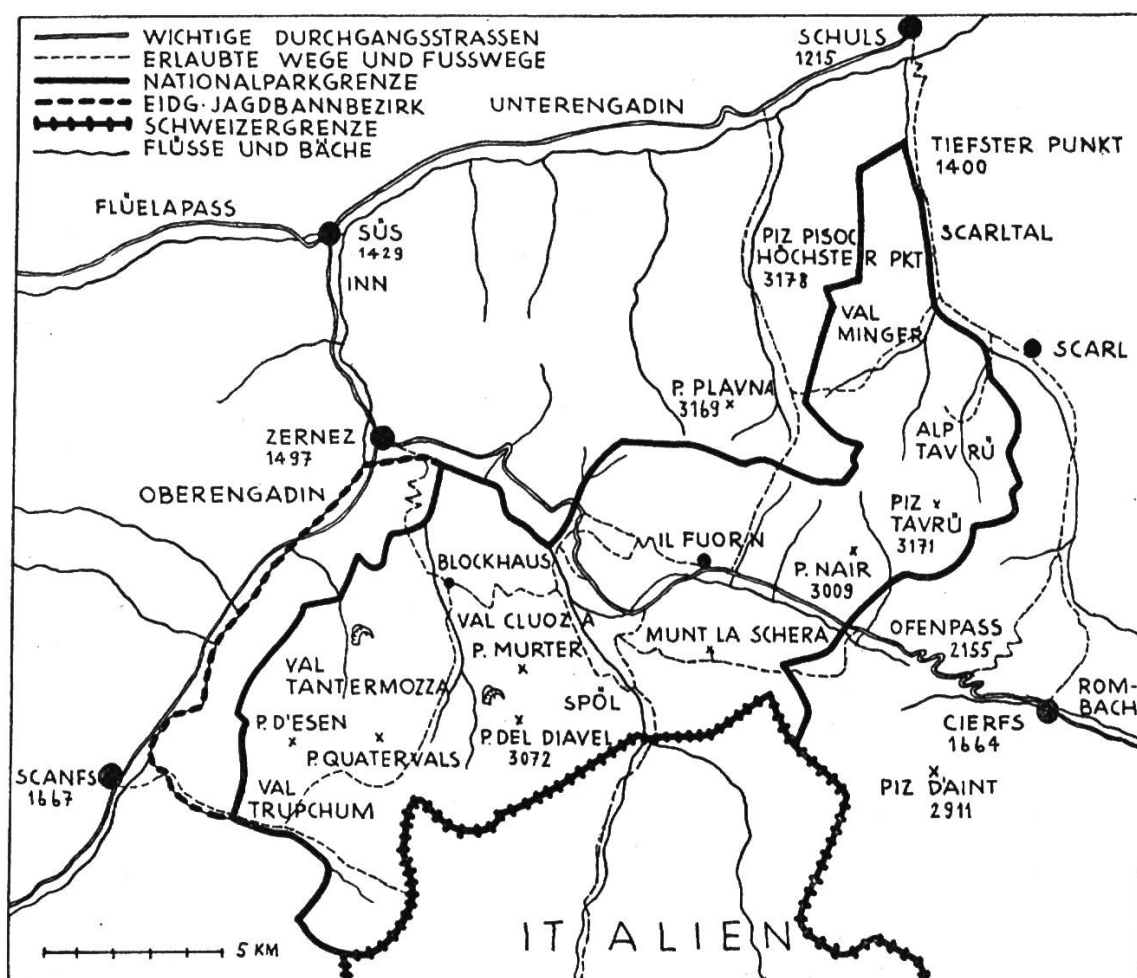 WICHTIGE DURCHGANGSSTRASSEN
ERLAUBTE WEGE UND FUSSWEGE
NATIONALPARKGRENZE
EIDG. JAGDBANNBEZIRK
SCHWEIZERGRENZE
FLÜSSE UND BÄCHE
SCHULS
1215
UNTERENGADIN
TIEFSTER PUNKT
1400
FLÜELAPASS
SÜS
1429
INN
PIZ PISOC
HÖCHSTER PKT
3178
SCARLTAL
VAL
MINGER
SCARL
P. PLAVNA
3169
ZERNEZ
1497
ALP
TAVRÜ
OBERENGADIN
PIZ
TAVRÜ
3171
IL FUORN
P. NAIR
3009
BLOCKHAUS
VAL CLUOZA
P. MURTER
MUNT LA SCHERA
OFENPASS
2155
VAL
TANTERMOZZA
SPÖL
ROM-
BACH
P. D'ESEN
P. QUATERVALS
P. DEL DIAVEL
3072
CIERFS
1664
SCANFS
1667
VAL
TRUPCHUM
PIZ D'AINT
2911
5 KM
ITALIEN